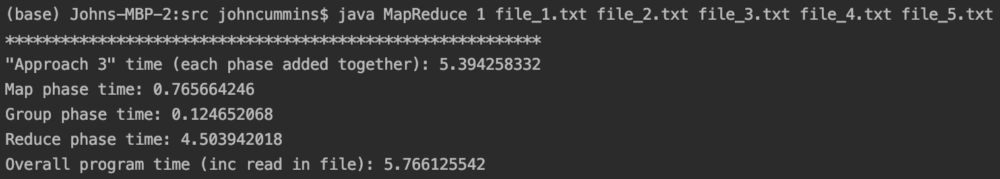 (base) Johns-MBP-2:src johncummins$ java MapReduce 1 file_1.txt file_2.txt file_3.txt file_4.txt file_5.txt
**********************************************************
"Approach 3" time (each phase added together): 5.394258332
Map phase time: 0.765664246
Group phase time: 0.124652068
Reduce phase time: 4.503942018
Overall program time (inc read in file): 5.766125542